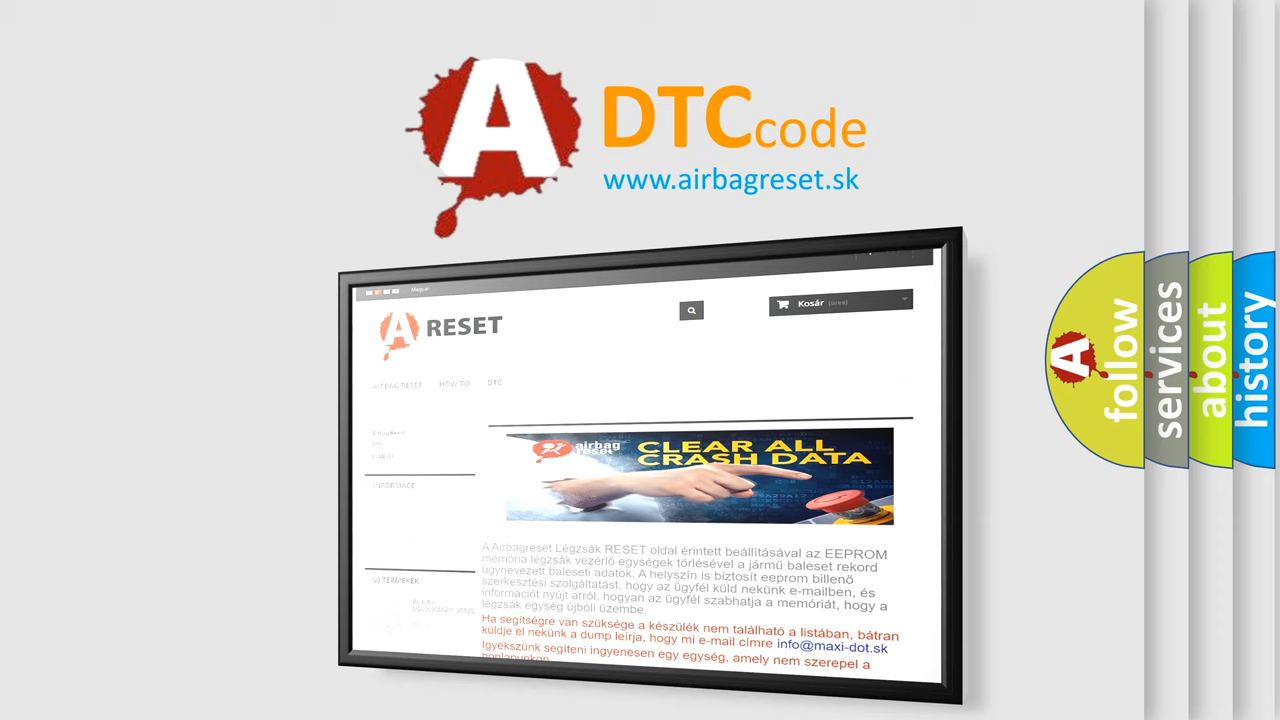 A DTCcode
www.airbagreset.sk
Magyar
A RESET
Kosár (üres)
AIRBAG RESET HOW TO DTC
INFORMACE
airbag
reset
CLEAR ALL
CRASH DATA
A Airbagreset Légzsák RESET oldal érintett beállításával az EEPROM
memória légzsák vezérlő egységek törlésével a jármű baleset rekord
úgynevezett baleseti adatok. A helyszín is biztosít eeprom billenő
szerkesztési szolgáltatást, hogy az ügyfél küld nekünk e-mailben, és
információt nyújt arról, hogyan az ügyfél szabhatja a memóriát, hogy a
légzsák egység újbóli üzembe.
Ha segítségre van szüksége a készülék nem található a listában, bátran
küldje el nekünk a dump leírja, hogy mi e-mail címre info@maxi-dot.sk
Igyekszünk segíteni ingyenesen egy egység, amely nem szerepel a
honlapunkon
ÚJ TERMÉKEK
A follow
services
about
history